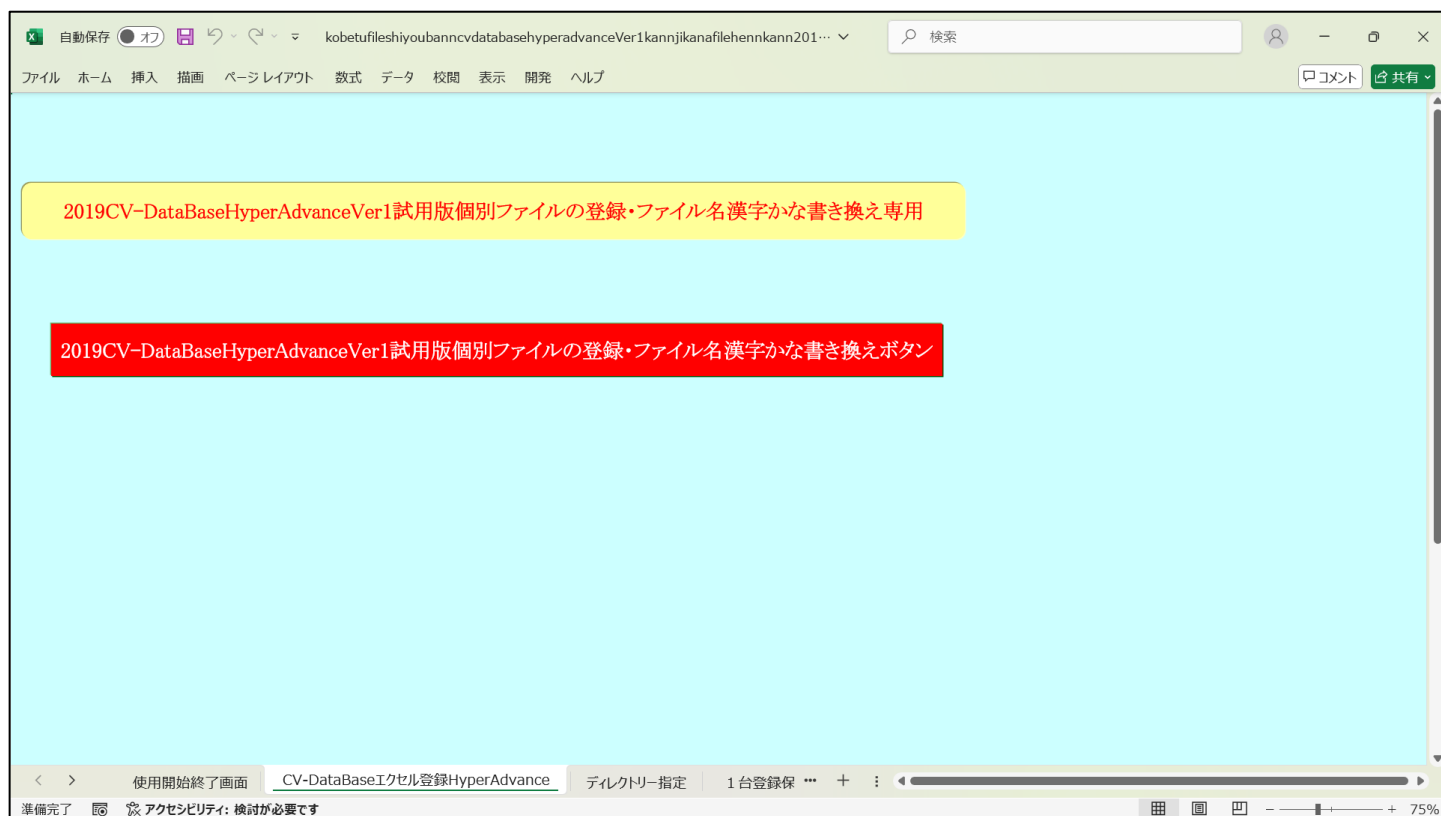 自動保存 オフ kobetufileshiyoubanncvdatabasehyperadvanceVer1kannjikanafilehennkann201… 検索
ファイル ホーム 挿入 描画 ページ レイアウト 数式 データ 校閲 表示 開発 ヘルプ コメント 共有
2019CV-DataBaseHyperAdvanceVer1試用版個別ファイルの登録・ファイル名漢字かな書き換え専用
2019CV-DataBaseHyperAdvanceVer1試用版個別ファイルの登録・ファイル名漢字かな書き換えボタン
使用開始終了画面 CV-DataBaseエクセル登録HyperAdvance ディレクトリー指定 1台登録保 …
準備完了 アクセシビリティ: 検討が必要です 75%